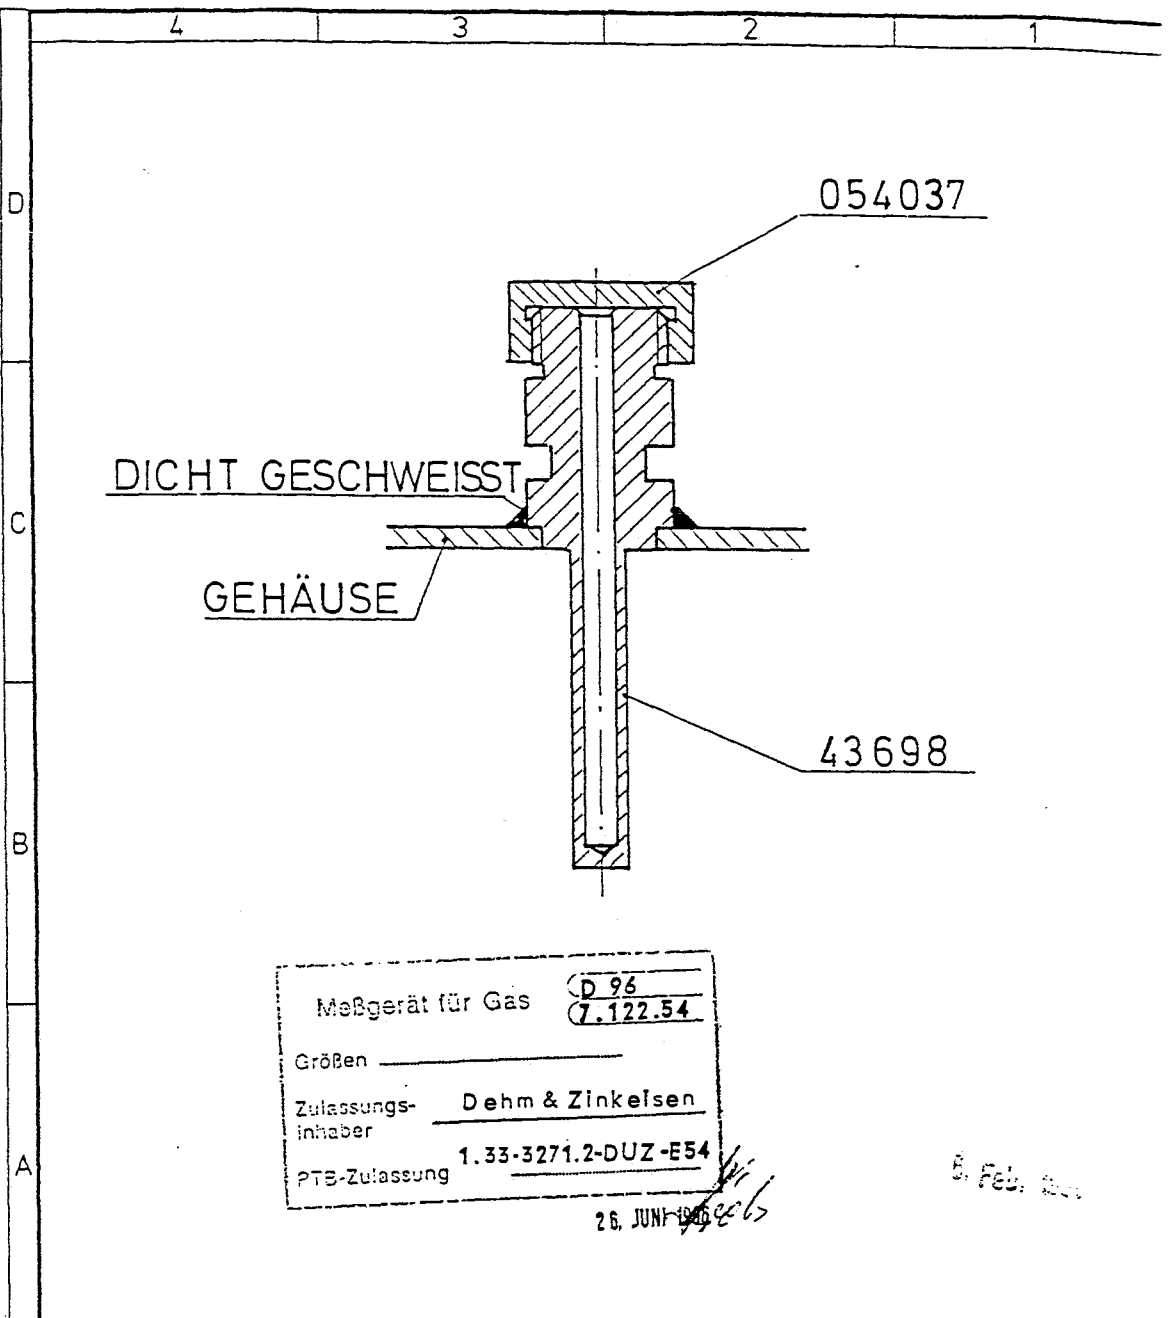 4 3 2 1
D
054037
DICHT GESCHWEISST
C
GEHÄUSE
43698
B
Meßgerät für Gas
D 96
7.122.54
Größen
Zulassungs-
inhaber
Dehm & Zinkeisen
PTB-Zulassung
1.33-3271.2-DUZ-E54
A
26. JUNI
Feb.